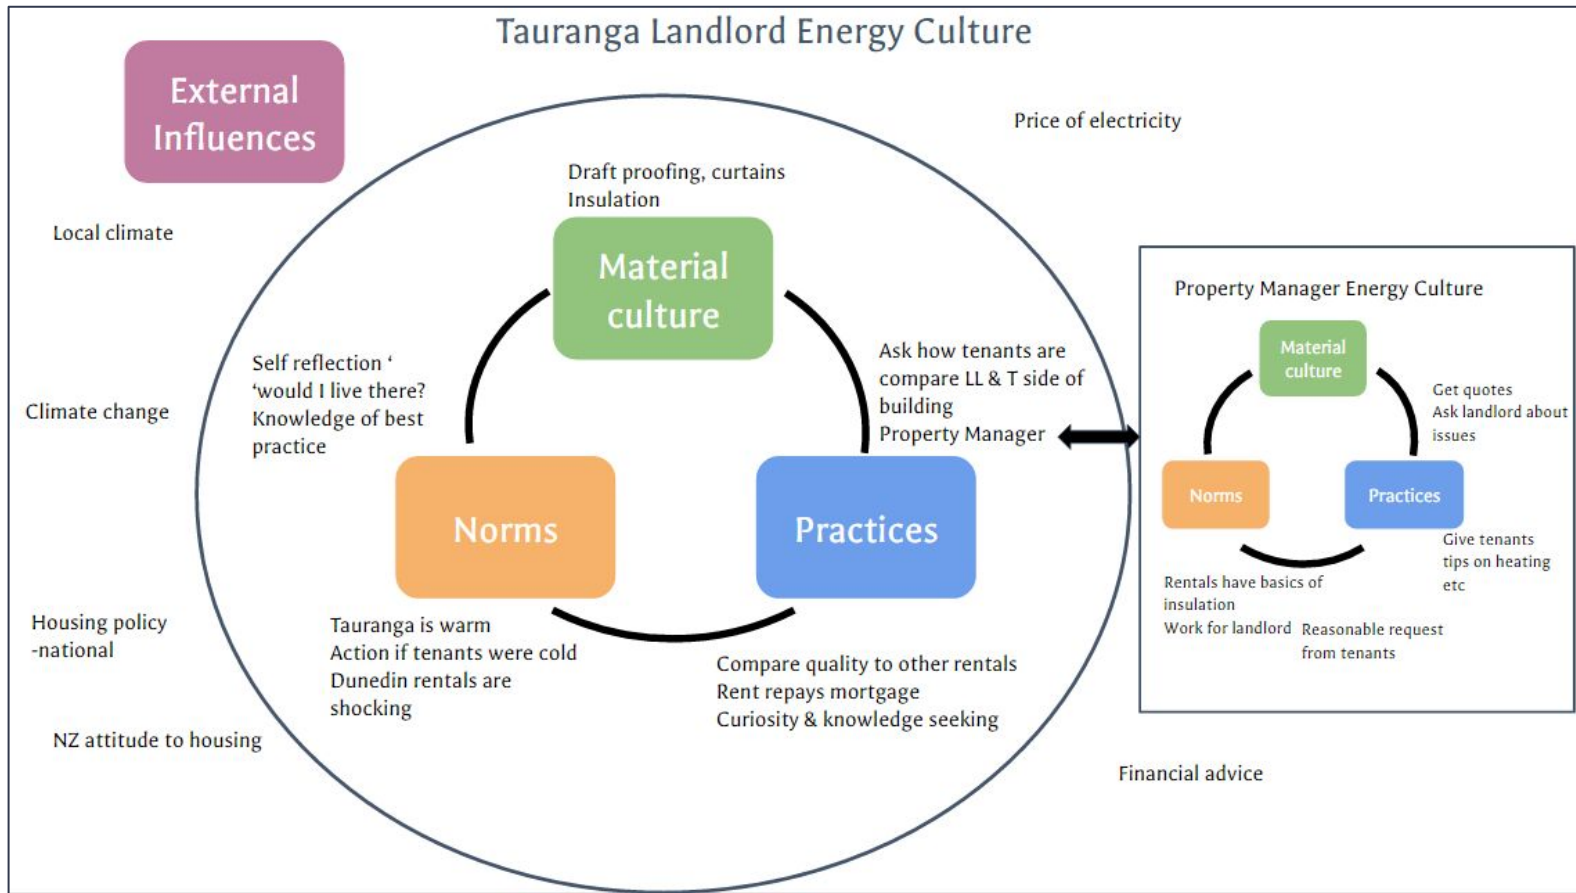 Tauranga Landlord Energy Culture
External
Influences
Price of electricity
Draft proofing, curtains
Insulation
Local climate
Material
culture
Self reflection ‘
‘would I live there?
Knowledge of best
practice
Ask how tenants are
compare LL & T side of
building
Property Manager
Climate change
Norms
Practices
Housing policy
-national
Tauranga is warm
Action if tenants were cold
Dunedin rentals are
shocking
Compare quality to other rentals
Rent repays mortgage
Curiosity & knowledge seeking
NZ attitude to housing
Property Manager Energy Culture
Material
culture
Get quotes
Ask landlord about
issues
Norms
Practices
Give tenants
tips on heating
etc
Rentals have basics of
insulation
Work for landlord
Reasonable request
from tenants
Financial advice